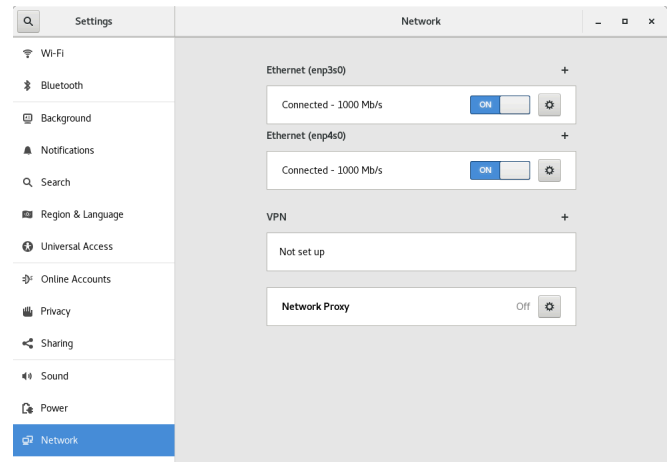 Settings
Network
Wi-Fi
Bluetooth
Background
Notifications
Search
Region & Language
Universal Access
Online Accounts
Privacy
Sharing
Sound
Power
Network
Ethernet (enp3s0)
Connected - 1000 Mb/s
ON
Ethernet (enp4s0)
Connected - 1000 Mb/s
ON
VPN
Not set up
Network Proxy
Off